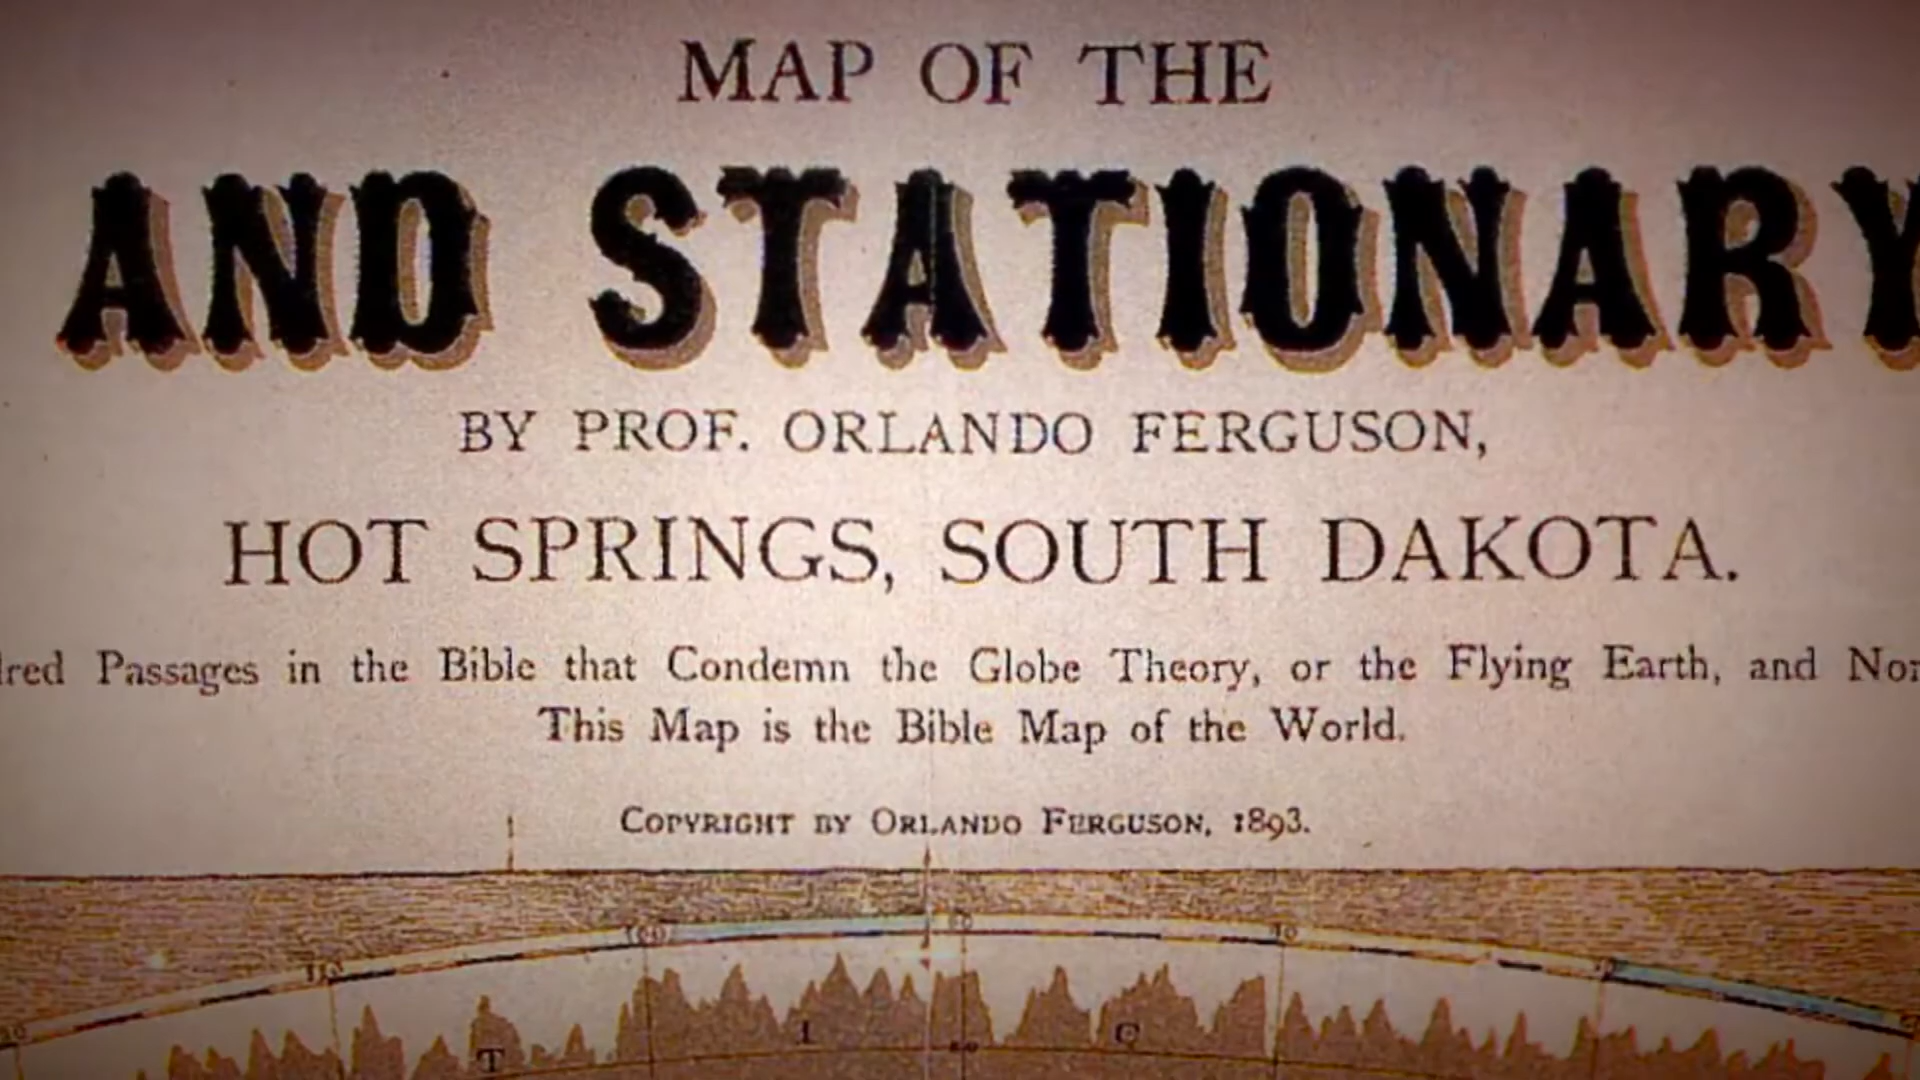 MAP OF THE
AND STATIONARY
BY PROF. ORLANDO FERGUSON,
HOT SPRINGS, SOUTH DAKOTA.
dred Passages in the Bible that Condemn the Globe Theory, or the Flying Earth, and Non
This Map is the Bible Map of the World.
COPYRIGHT BY ORLANDO FERGUSON, 1893.
T I C